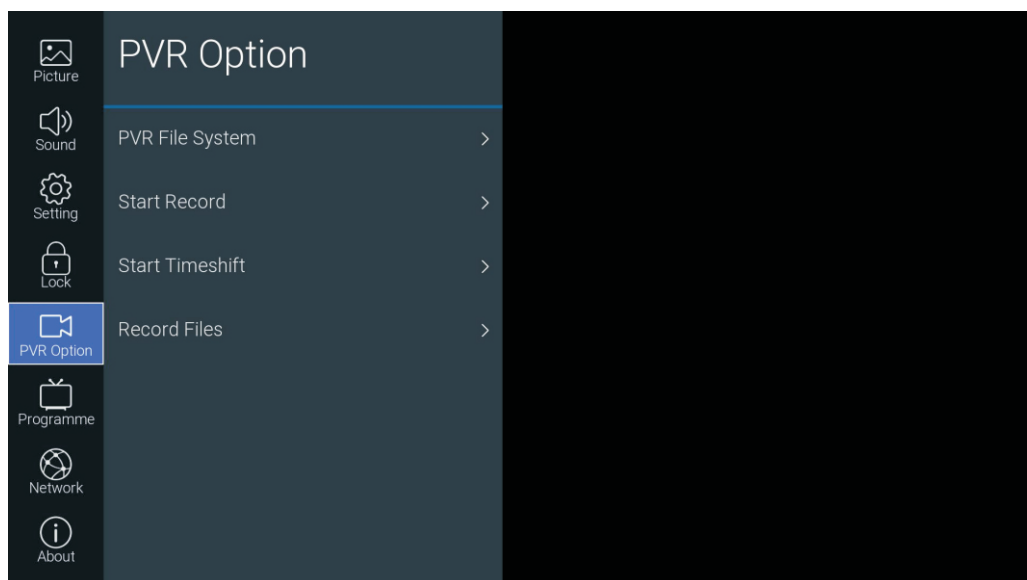 Picture
Sound
Setting
Lock
PVR Option
Programme
Network
About
PVR Option
PVR File System
Start Record
Start Timeshift
Record Files